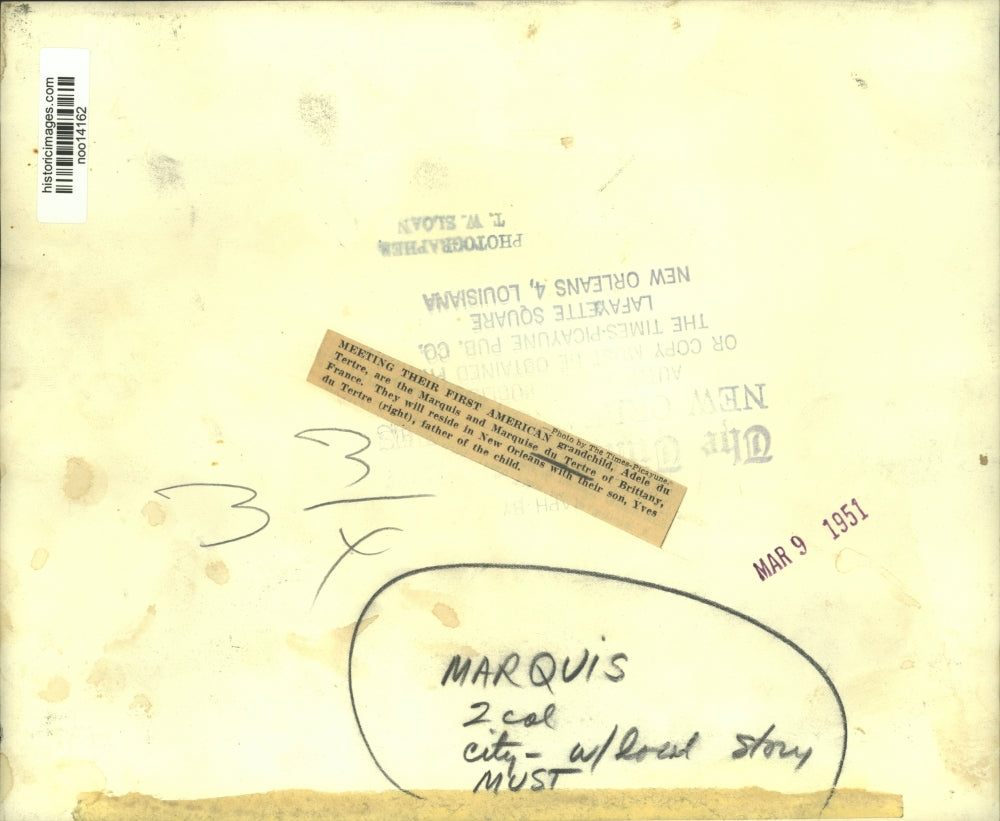 historicimages.com
noo14162
T. W. SLOAN
PHOTOGRAPHER
NEW ORLEANS 4, LOUISIANA
LAFAYETTE SQUARE
THE TIMES-PICAYUNE PUB. CO.
OR COPY MUST BE OBTAINED
NEW
The
—Photo by The Times-Picayune.
MEETING THEIR FIRST AMERICAN grandchild, Adele du
Tertre, are the Marquis and Marquise du Tertre of Brittany,
France. They will reside in New Orleans with their son, Yves
du Tertre (right), father of the child.
3 3/4
MAR 9 1951
MARQUIS
2 col
city- w/local story
MUST